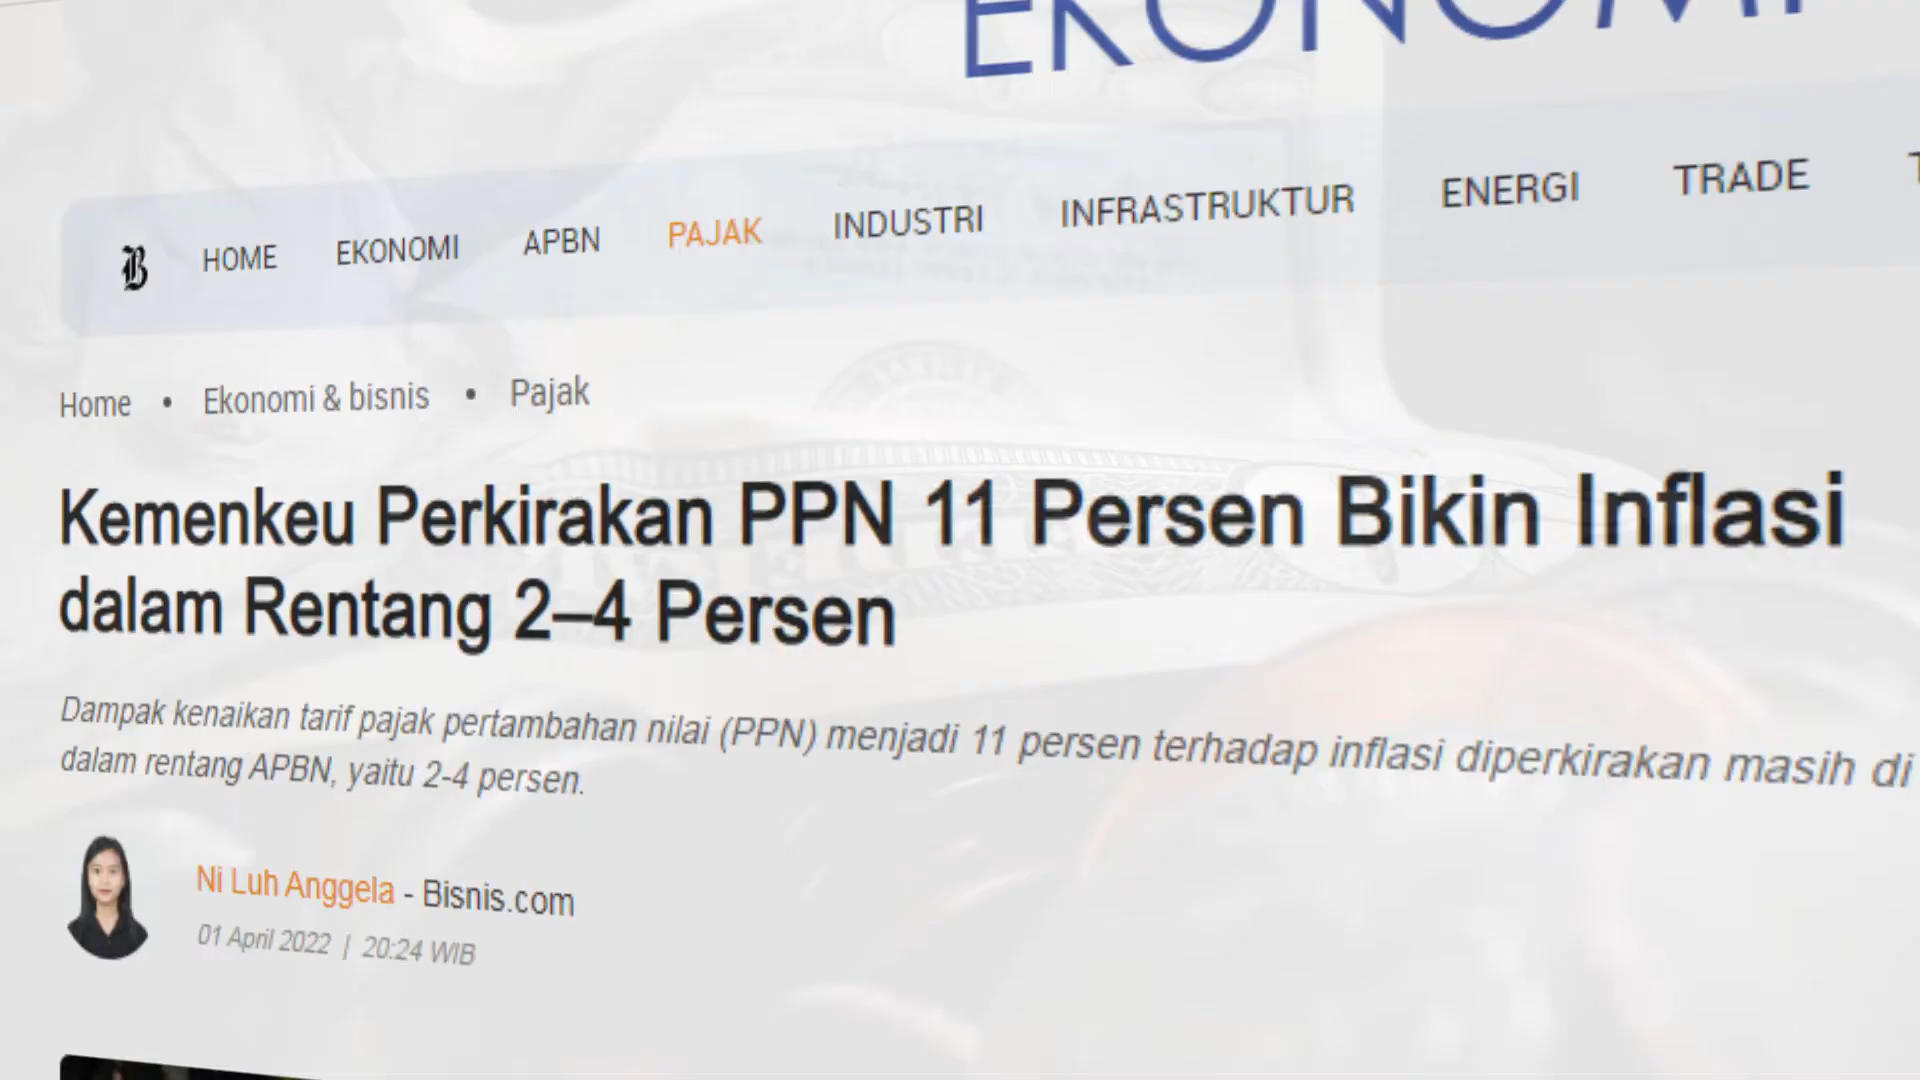 EKONOMI
B HOME EKONOMI APBN PAJAK INDUSTRI INFRASTRUKTUR ENERGI TRADE
Home • Ekonomi & bisnis • Pajak
Kemenkeu Perkirakan PPN 11 Persen Bikin Inflasi
dalam Rentang 2–4 Persen
Dampak kenaikan tarif pajak pertambahan nilai (PPN) menjadi 11 persen terhadap inflasi diperkirakan masih di
dalam rentang APBN, yaitu 2-4 persen.
Ni Luh Anggela - Bisnis.com
01 April 2022 | 20:24 WIB